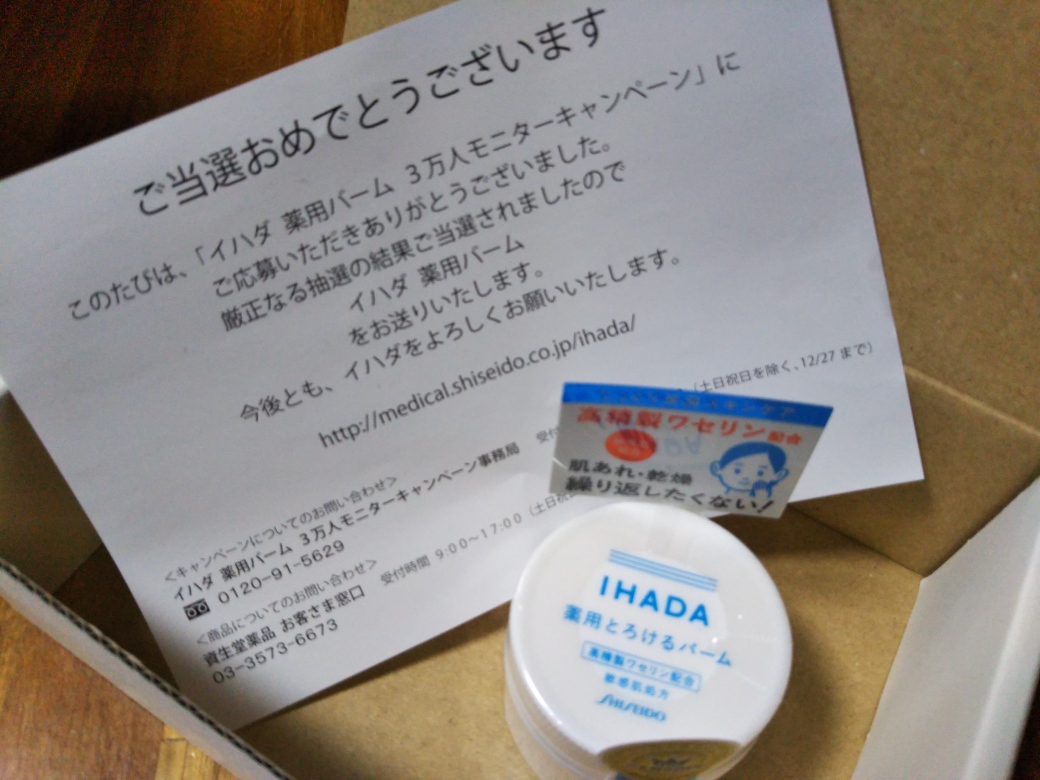 ご当選おめでとうございます
このたびは、「イハダ 薬用バーム 3万人モニターキャンペーン」に
ご応募いただきありがとうございました。
厳正なる抽選の結果ご当選されましたので
イハダ 薬用バーム
をお送りいたします。
今後とも、イハダをよろしくお願いいたします。
http://medical.shiseido.co.jp/ihada/
<キャンペーンについてのお問い合わせ>
イハダ 薬用バーム 3万人モニターキャンペーン事務局 受付
(土日祝日を除く、12/27 まで)
0120−91−5629
<商品についてのお問い合わせ>
資生堂薬品 お客さま窓口 受付時間 9:00〜17:00 (土日祝
03−3573−6673
高精製ワセリン配合
肌あれ・乾燥
繰り返したくない!
IHADA
薬用とろけるバーム
高精製ワセリン配合
敏感肌処方
SHISEIDO